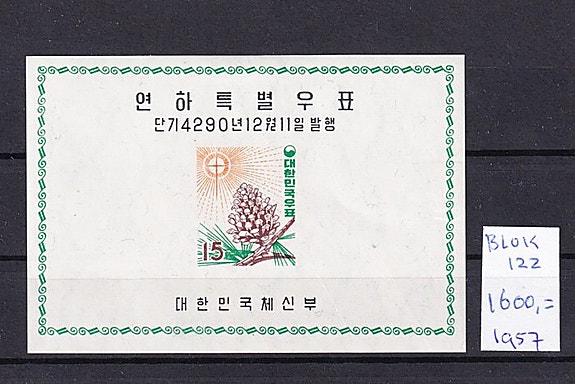 연하특별우표
단기4290년12월11일 발행
대한민국우표
15
대한민국체신부
BLOK
122
1600,=
1957